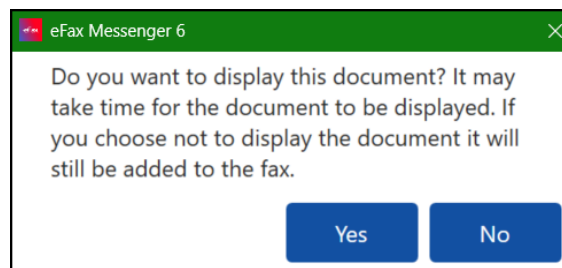 eFax eFax Messenger 6
Do you want to display this document? It may
take time for the document to be displayed. If
you choose not to display the document it will
still be added to the fax.
Yes No